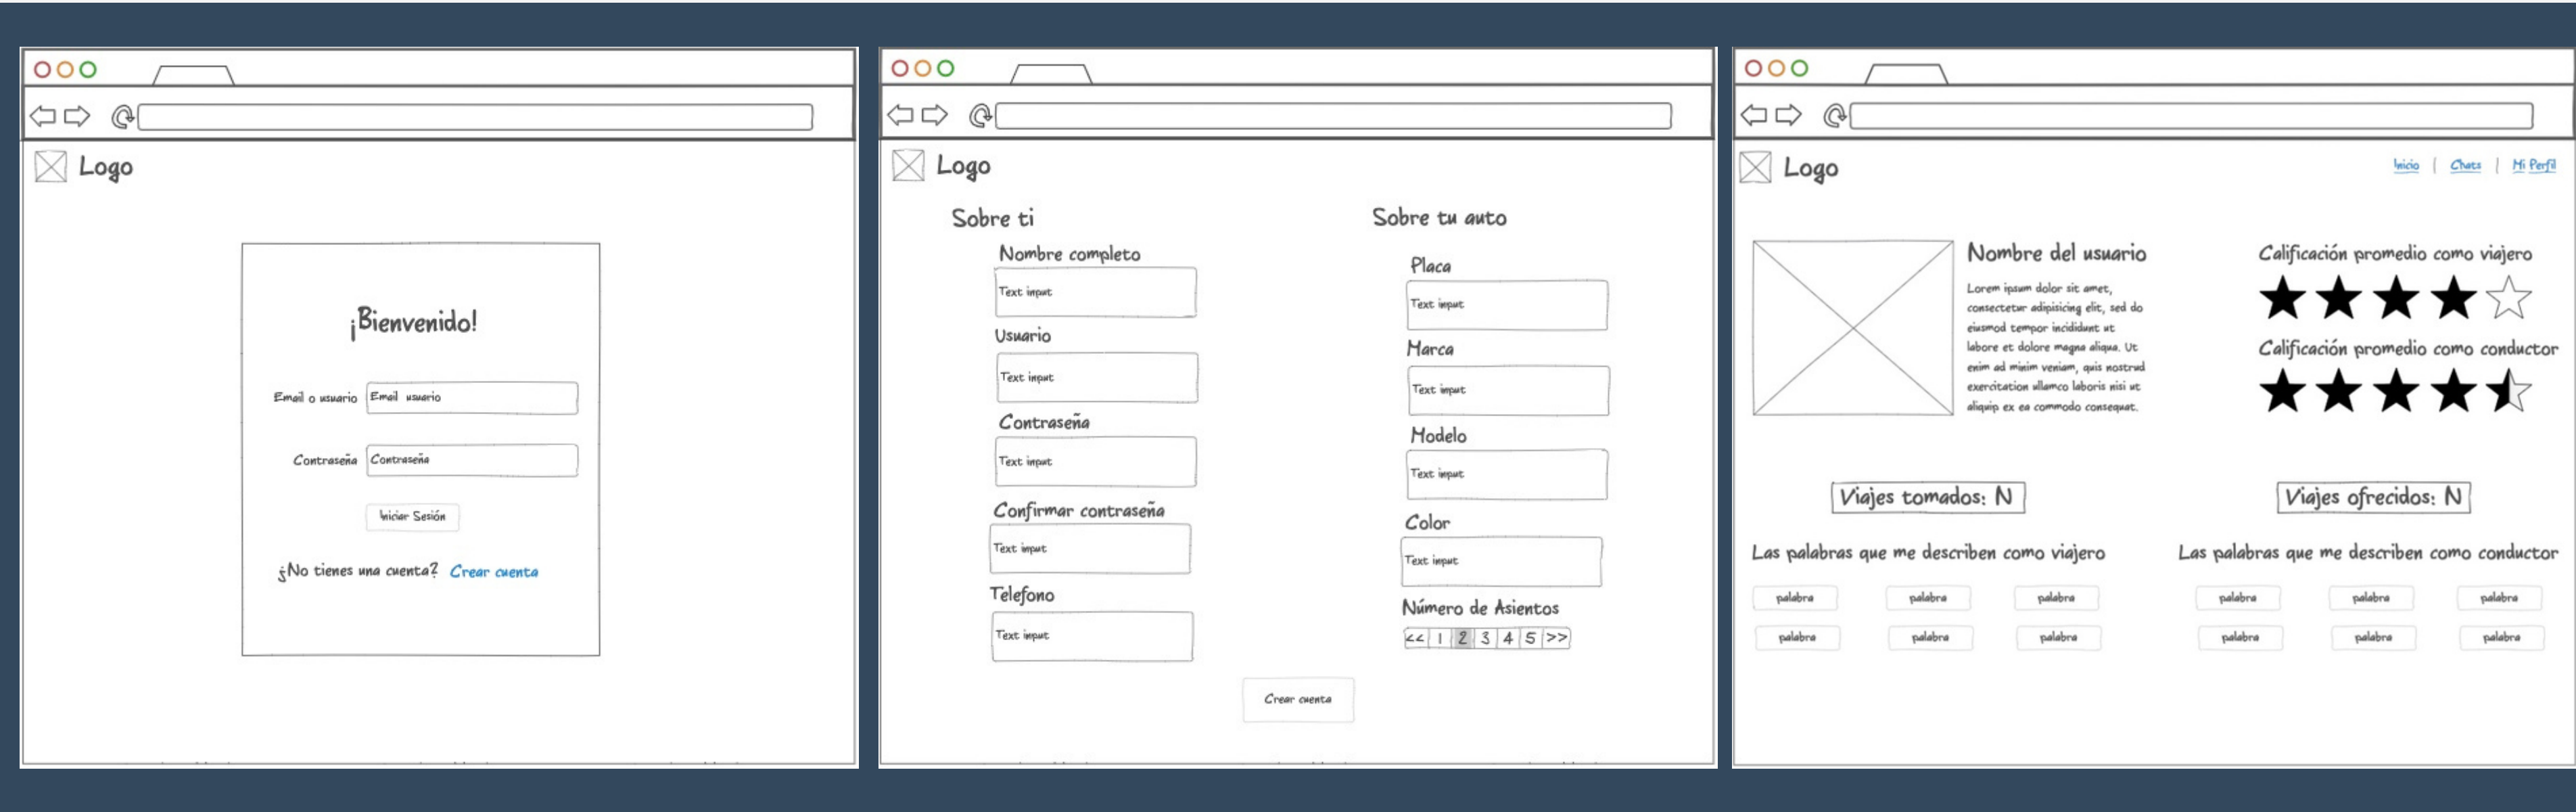 Logo
¡Bienvenido!
Email o usuario
Email usuario
Contraseña
Contraseña
Iniciar Sesión
¿No tienes una cuenta? Crear cuenta
Logo
Sobre ti
Nombre completo
Text input
Usuario
Text input
Contraseña
Text input
Confirmar contraseña
Text input
Telefono
Text input
Sobre tu auto
Placa
Text input
Marca
Text input
Modelo
Text input
Color
Text input
Número de Asientos
<< 1 2 3 4 5 >>
Crear cuenta
Logo
Inicio | Chats | Mi Perfil
Nombre del usuario
Lorem ipsum dolor sit amet,
consectetur adipisicing elit, sed do
eiusmod tempor incididunt ut
labore et dolore magna aliqua. Ut
enim ad minim veniam, quis nostrud
exercitation ullamco laboris nisi ut
aliquip ex ea commodo consequat.
Calificación promedio como viajero
Calificación promedio como conductor
Viajes tomados: N
Viajes ofrecidos: N
Las palabras que me describen como viajero
palabra palabra palabra
palabra palabra palabra
Las palabras que me describen como conductor
palabra palabra palabra
palabra palabra palabra